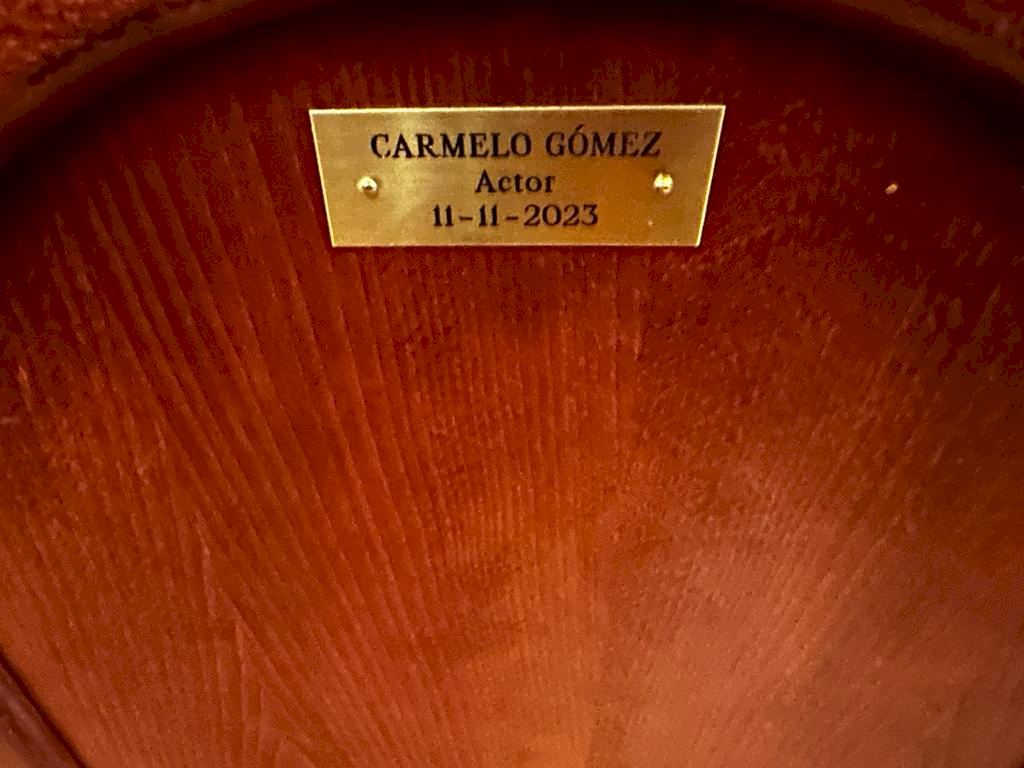 CARMELO GÓMEZ
Actor
11-11-2023